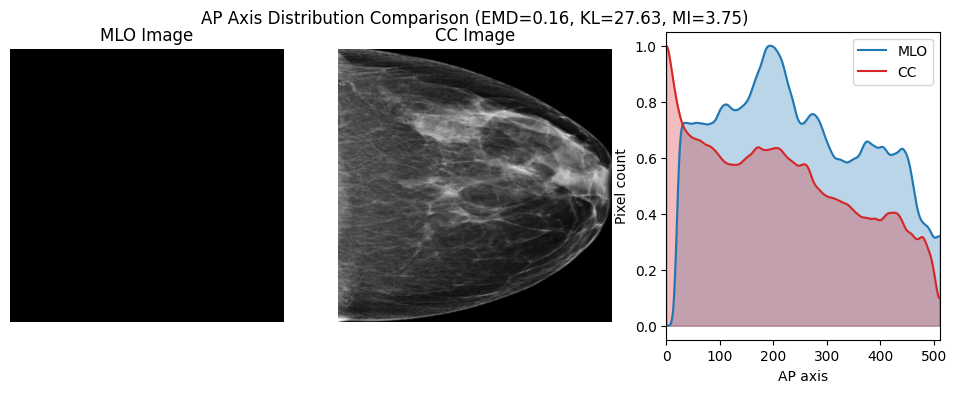 AP Axis Distribution Comparison (EMD=0.16, KL=27.63, MI=3.75)
MLO Image
CC Image
MLO
CC
Pixel count
1.0
0.8
0.6
0.4
0.2
0.0
0 100 200 300 400 500
AP axis